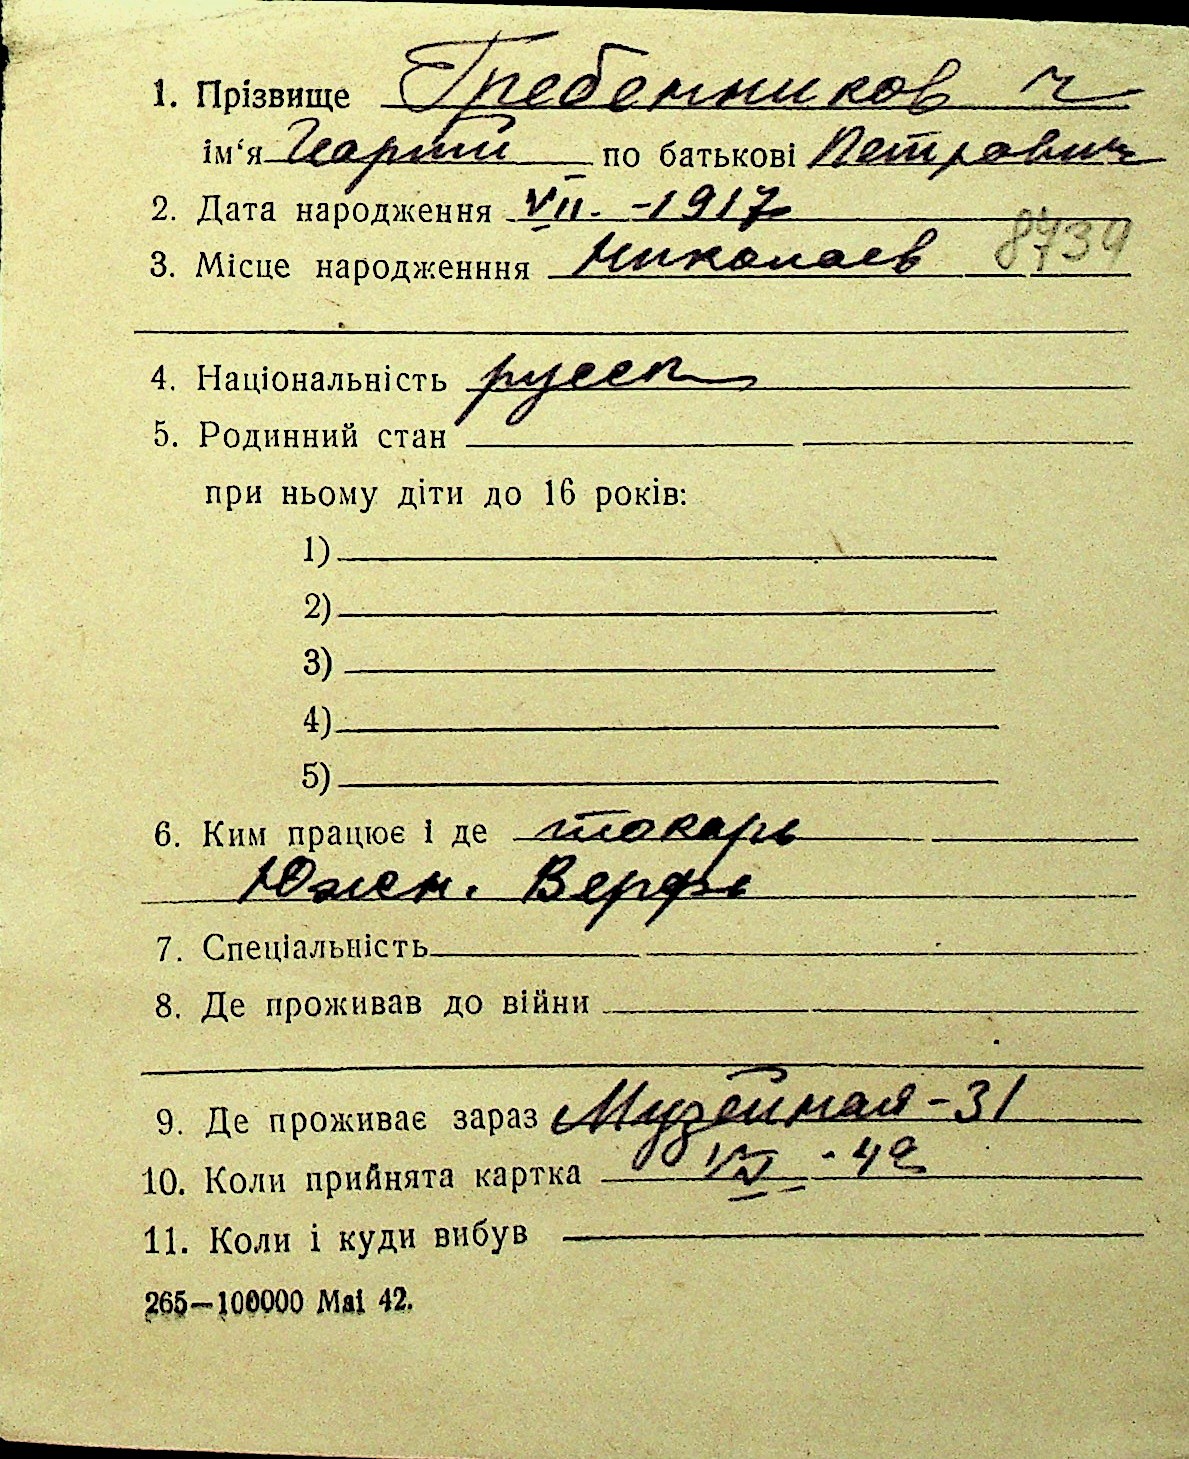 1. Прізвище Гребенников Г
ім‘я Георгий по батькові Петрович
2. Дата народження VII. -1917
3. Місце народженння Николаев 8739
4. Національність русск
5. Родинний стан
при ньому діти до 16 років:
1)
2)
3)
4)
5)
6. Ким працює і де токарь
Южн. Верфь
7. Спеціальність
8. Де проживав до війни
9. Де проживає зараз Музейная-31
10. Коли прийнята картка - 42
11. Коли і куди вибув
265—100000 Mai 42.